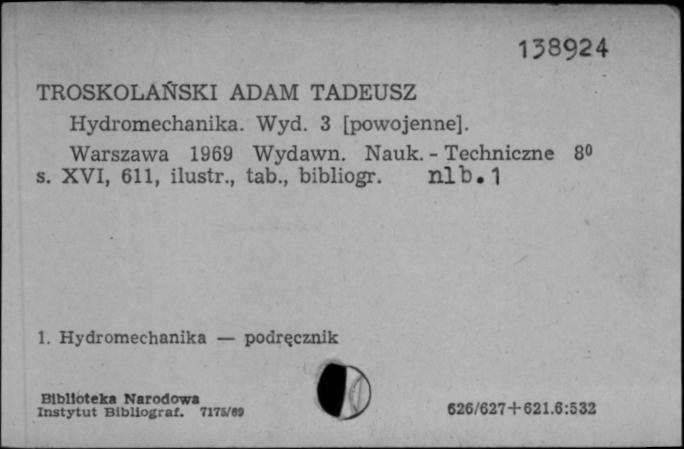 138924
TROSKOLAŃSKI ADAM TADEUSZ
Hydromechanika. Wyd. 3 [powojenne].
Warszawa 1969 Wydawn. Nauk. - Techniczne 8⁰
s. XVI, 611, ilustr., tab., bibliogr. nlb.1
1. Hydromechanika — podręcznik
Biblioteka Narodowa
Instytut Bibliograf. 7175/69
626/627+621.6:532